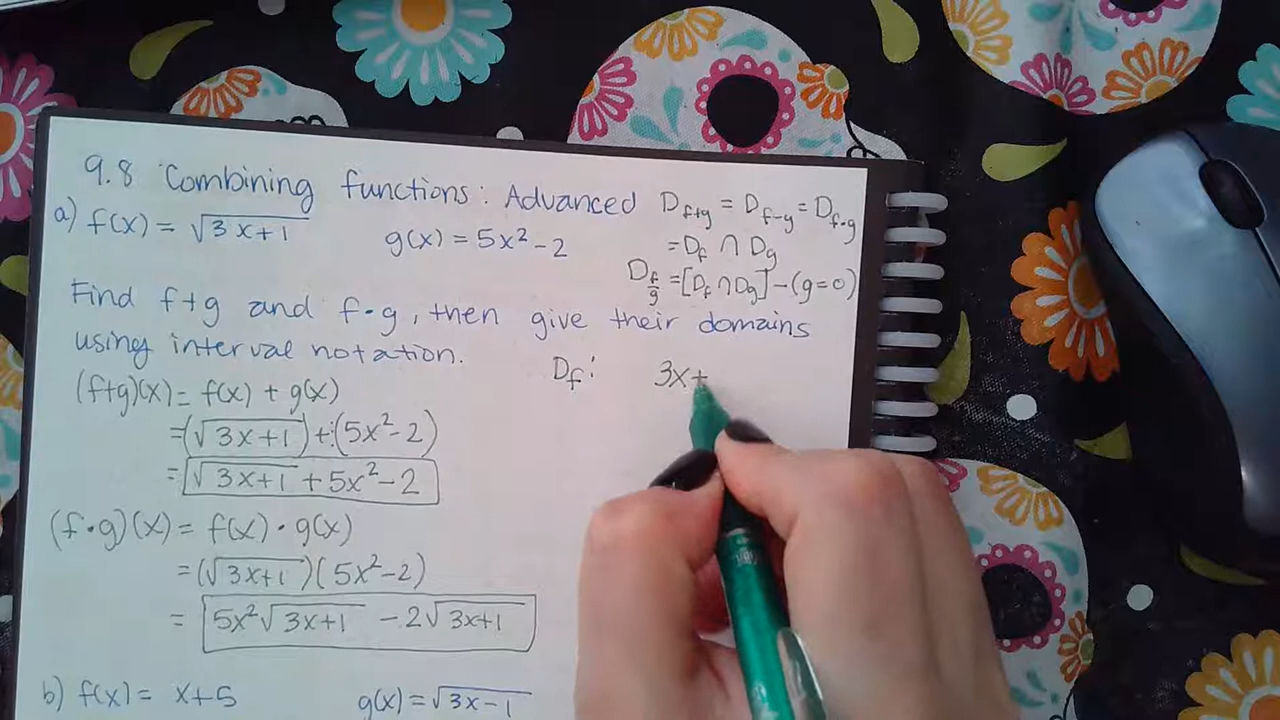 9.8 Combining functions: Advanced
D_{f+g} = D_{f-g} = D_{f•g}
= D_f ∩ D_g
D_{f/g} = [D_f ∩ D_g] - (g=0)
a) f(x) = √(3x+1) g(x) = 5x² - 2
Find f+g and f•g, then give their domains
using interval notation.
(f+g)(x) = f(x) + g(x)
= (√(3x+1)) + (5x² - 2)
= √(3x+1) + 5x² - 2
(f•g)(x) = f(x) • g(x)
= (√(3x+1))(5x² - 2)
= 5x²√(3x+1) - 2√(3x+1)
D_f: 3x+
b) f(x) = x+5 g(x) = √(3x-1)